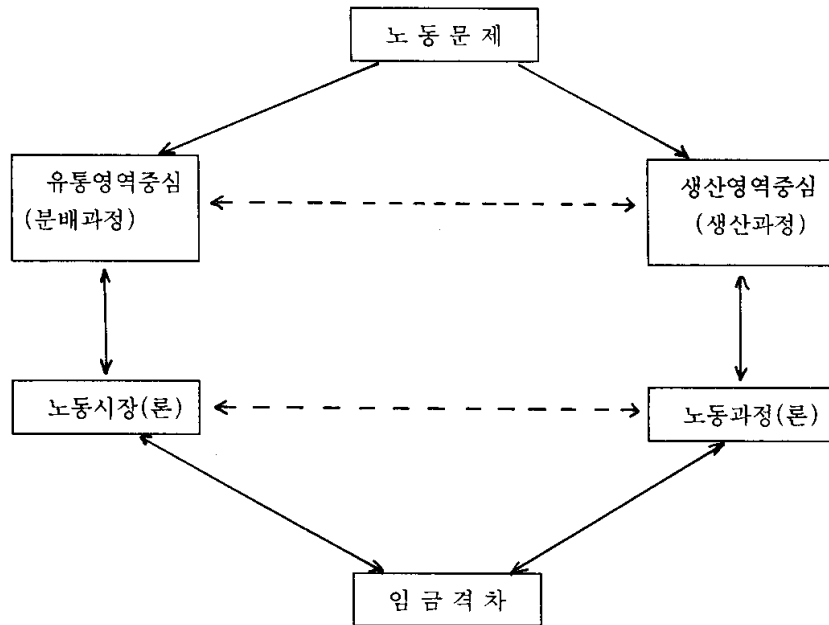 노 동 문 제
유통영역중심
(분배과정)
생산영역중심
(생산과정)
노동시장(론)
노동과정(론)
임 금 격 차